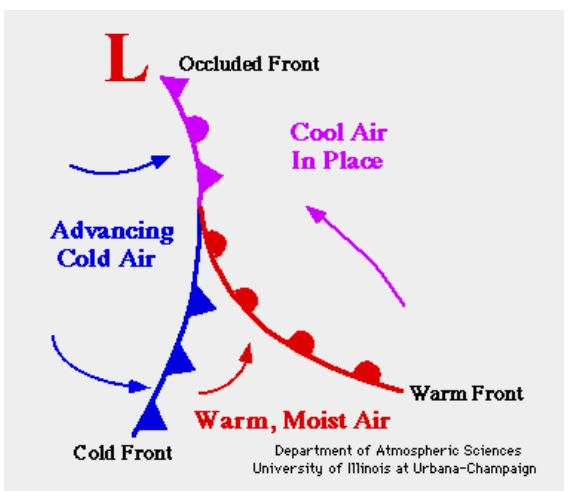 L
Occluded Front
Cool Air
In Place
Advancing
Cold Air
Warm Front
Warm, Moist Air
Cold Front
Department of Atmospheric Sciences
University of Illinois at Urbana-Champaign